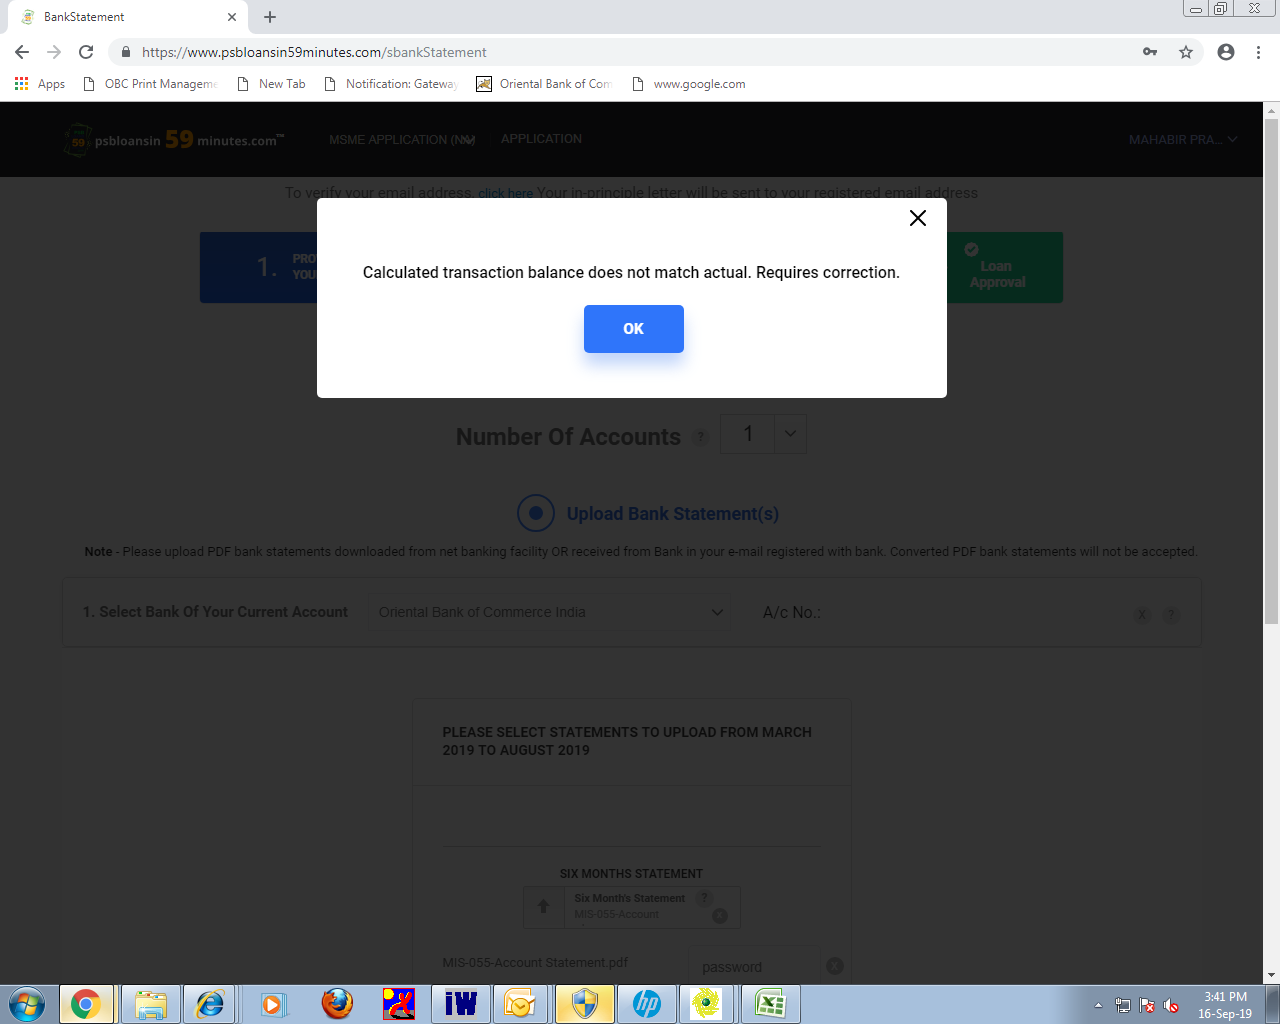 BankStatement
https://www.psbloansin59minutes.com/sbankStatement
Apps
OBC Print Manageme
New Tab
Notification: Gateway
Oriental Bank of Com
www.google.com
psbloansin 59 minutes.com™
MSME APPLICATION (NM)
APPLICATION
MAHABIR PRA...
To verify your email address, click here Your in-principle letter will be sent to your registered email address
1.
PRO
YOU
Loan
Approval
Calculated transaction balance does not match actual. Requires correction.
OK
Number Of Accounts ? 1
Upload Bank Statement(s)
Note - Please upload PDF bank statements downloaded from net banking facility OR received from Bank in your e-mail registered with bank. Converted PDF bank statements will not be accepted.
1. Select Bank Of Your Current Account
Oriental Bank of Commerce India
A/c No.:
X ?
PLEASE SELECT STATEMENTS TO UPLOAD FROM MARCH
2019 TO AUGUST 2019
SIX MONTHS STATEMENT
Six Month's Statement ?
MIS-055-Account X
MIS-055-Account Statement.pdf
password X
iW
hp
3:41 PM
16-Sep-19